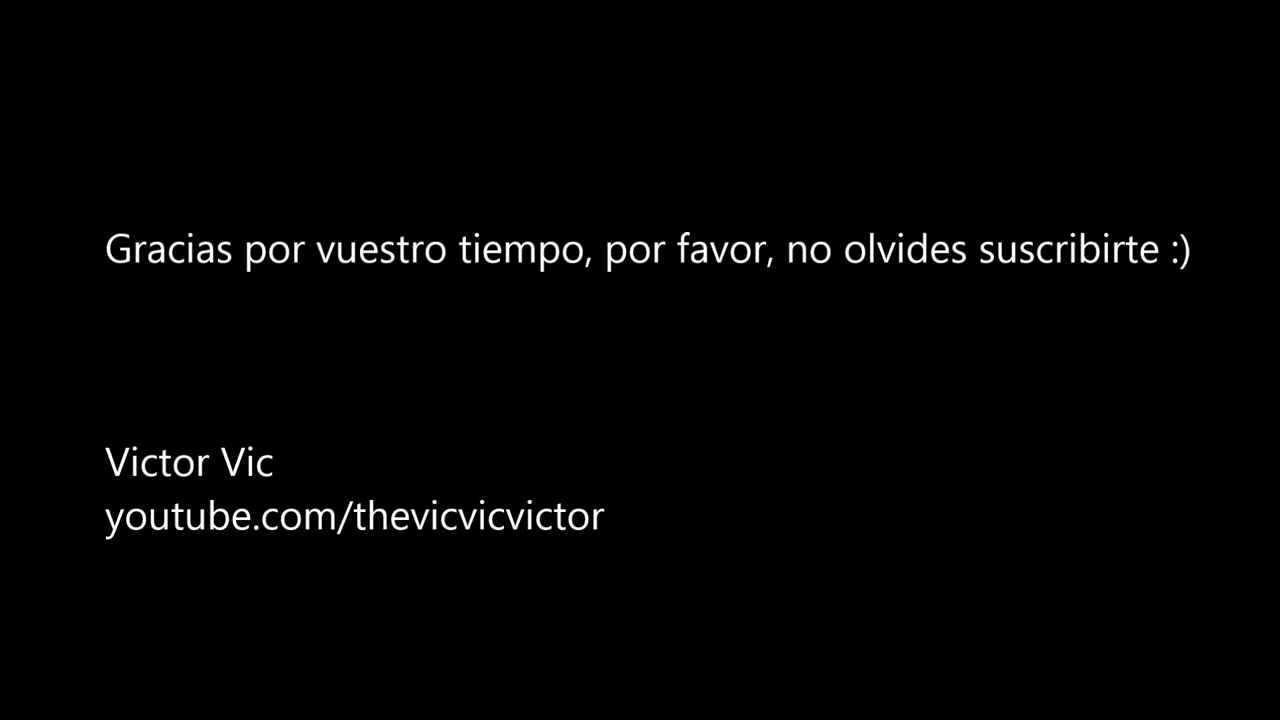 Gracias por vuestro tiempo, por favor, no olvides suscribirte :)
Victor Vic
youtube.com/thevicvicvictor